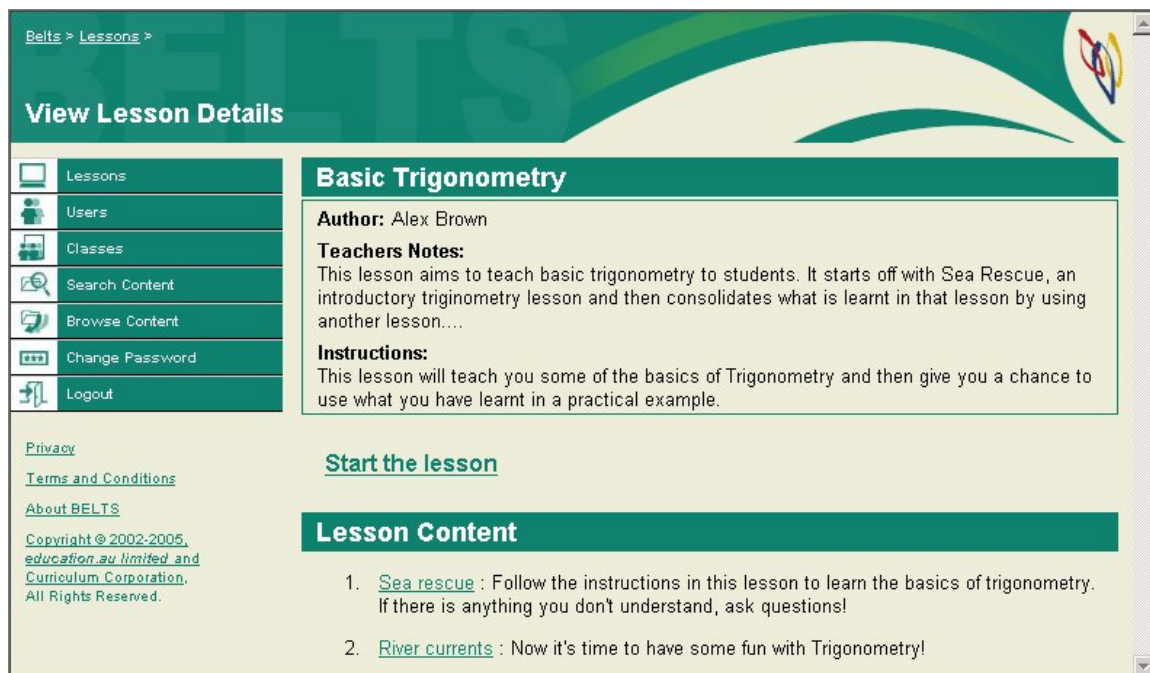 BELTS
Belts > Lessons >
View Lesson Details
Lessons
Users
Classes
Search Content
Browse Content
Change Password
Logout
Privacy
Terms and Conditions
About BELTS
Copyright © 2002-2005,
education.au limited and
Curriculum Corporation,
All Rights Reserved.
Basic Trigonometry
Author: Alex Brown
Teachers Notes:
This lesson aims to teach basic trigonometry to students. It starts off with Sea Rescue, an
introductory triginometry lesson and then consolidates what is learnt in that lesson by using
another lesson....
Instructions:
This lesson will teach you some of the basics of Trigonometry and then give you a chance to
use what you have learnt in a practical example.
Start the lesson
Lesson Content
1. Sea rescue : Follow the instructions in this lesson to learn the basics of trigonometry.
If there is anything you don't understand, ask questions!
2. River currents : Now it's time to have some fun with Trigonometry!